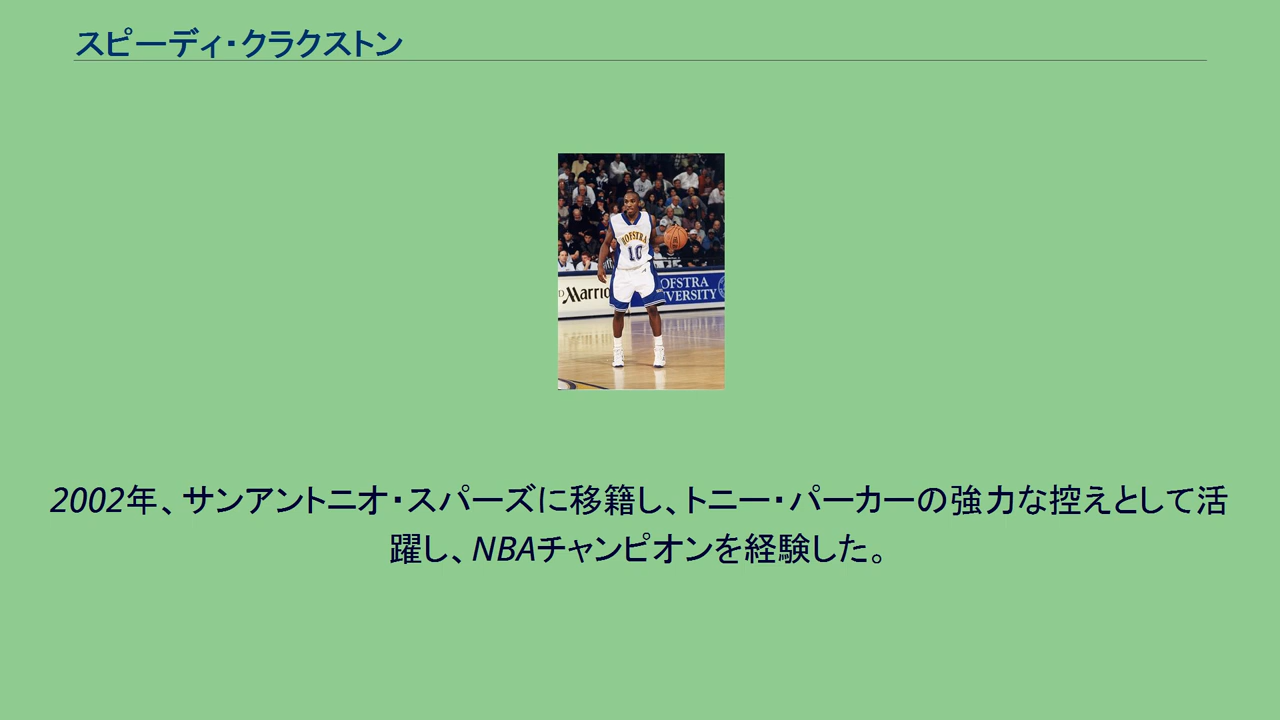 スピーディ・クラクストン
HOFSTRA
10
Marrio
OFSTRA
VERSITY
2002年、サンアントニオ・スパーズに移籍し、トニー・パーカーの強力な控えとして活
躍し、NBAチャンピオンを経験した。